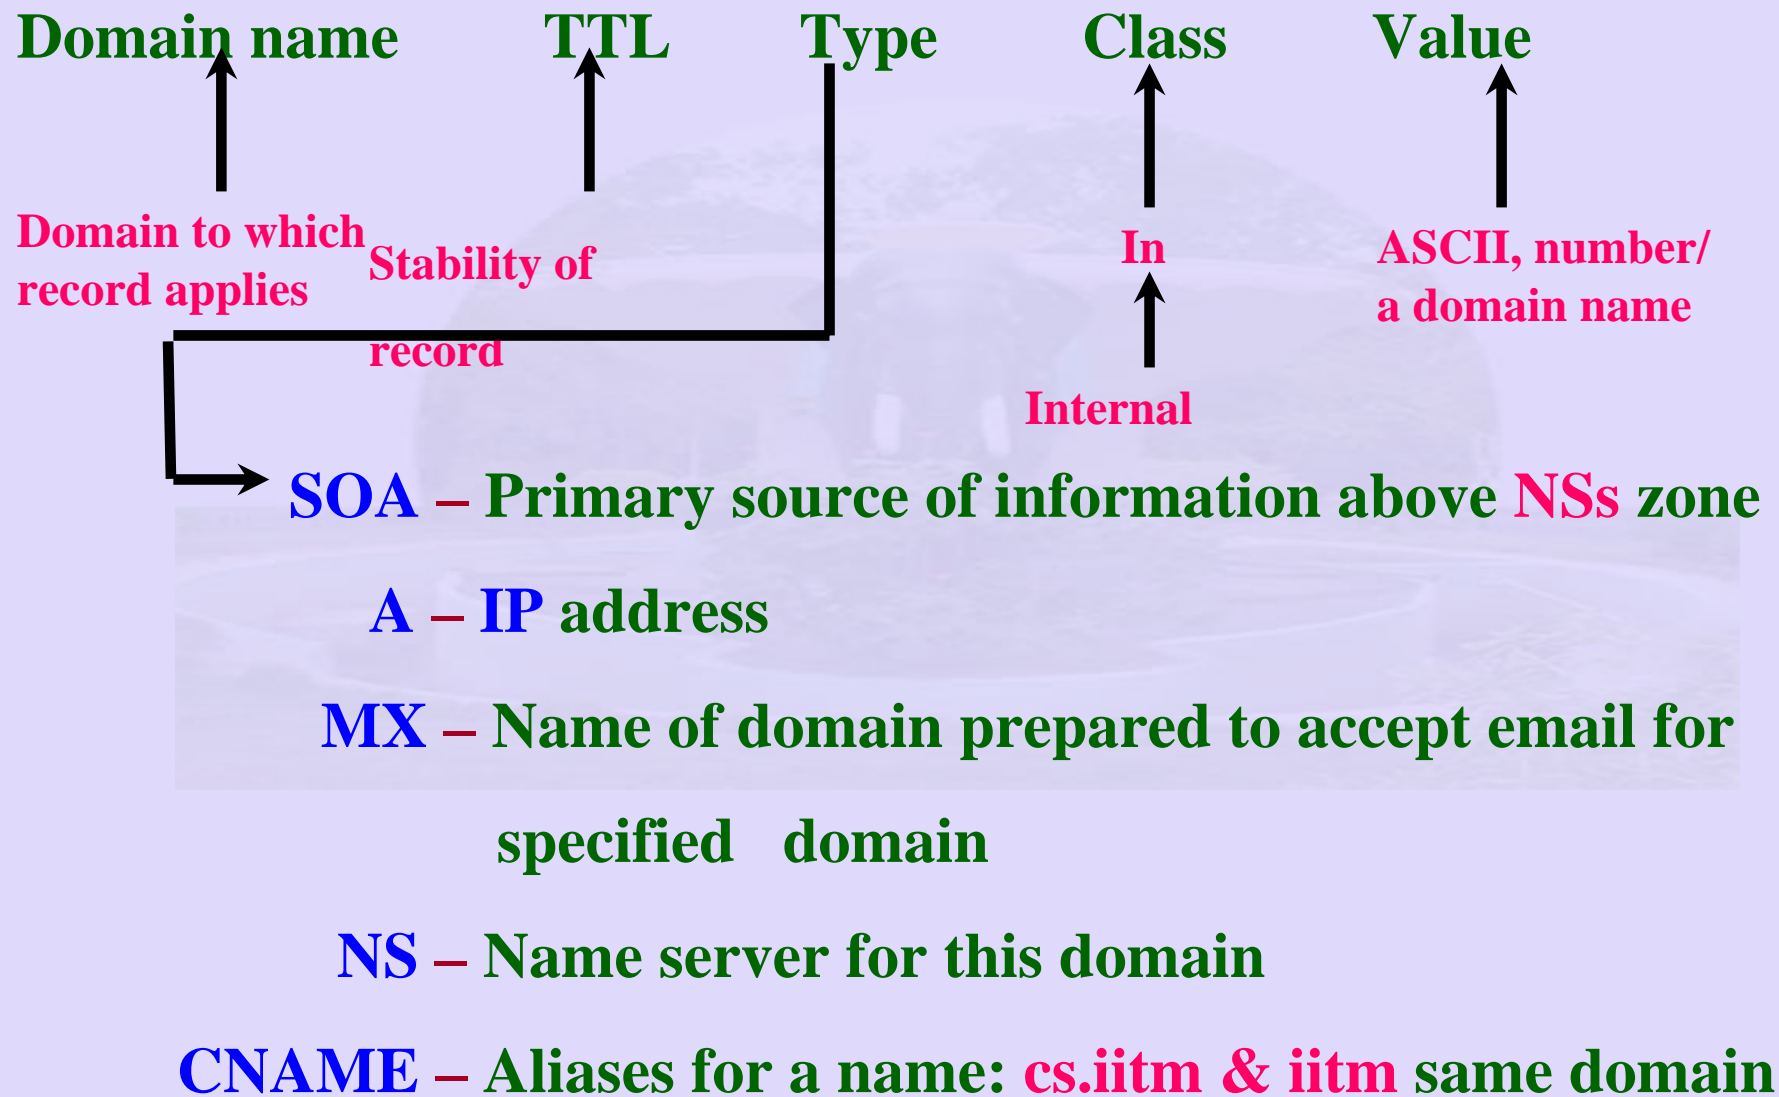 Domain name TTL Type Class Value
Domain to which
record applies
Stability of
record
In
Internal
ASCII, number/
a domain name
SOA – Primary source of information above NSs zone
A – IP address
MX – Name of domain prepared to accept email for
specified domain
NS – Name server for this domain
CNAME – Aliases for a name: cs.iitm & iitm same domain